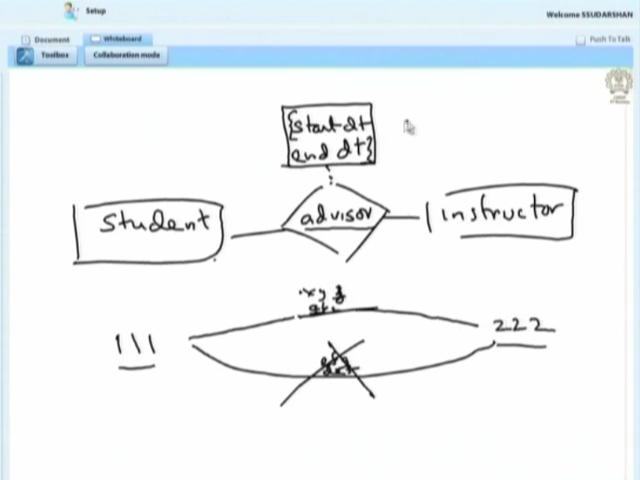 Setup
Welcome SSUDARSHAN
Document
Whiteboard
Push To Talk
Toolbox
Collaboration mode
{start dt
end dt}
student
advisor
instructor
111
222